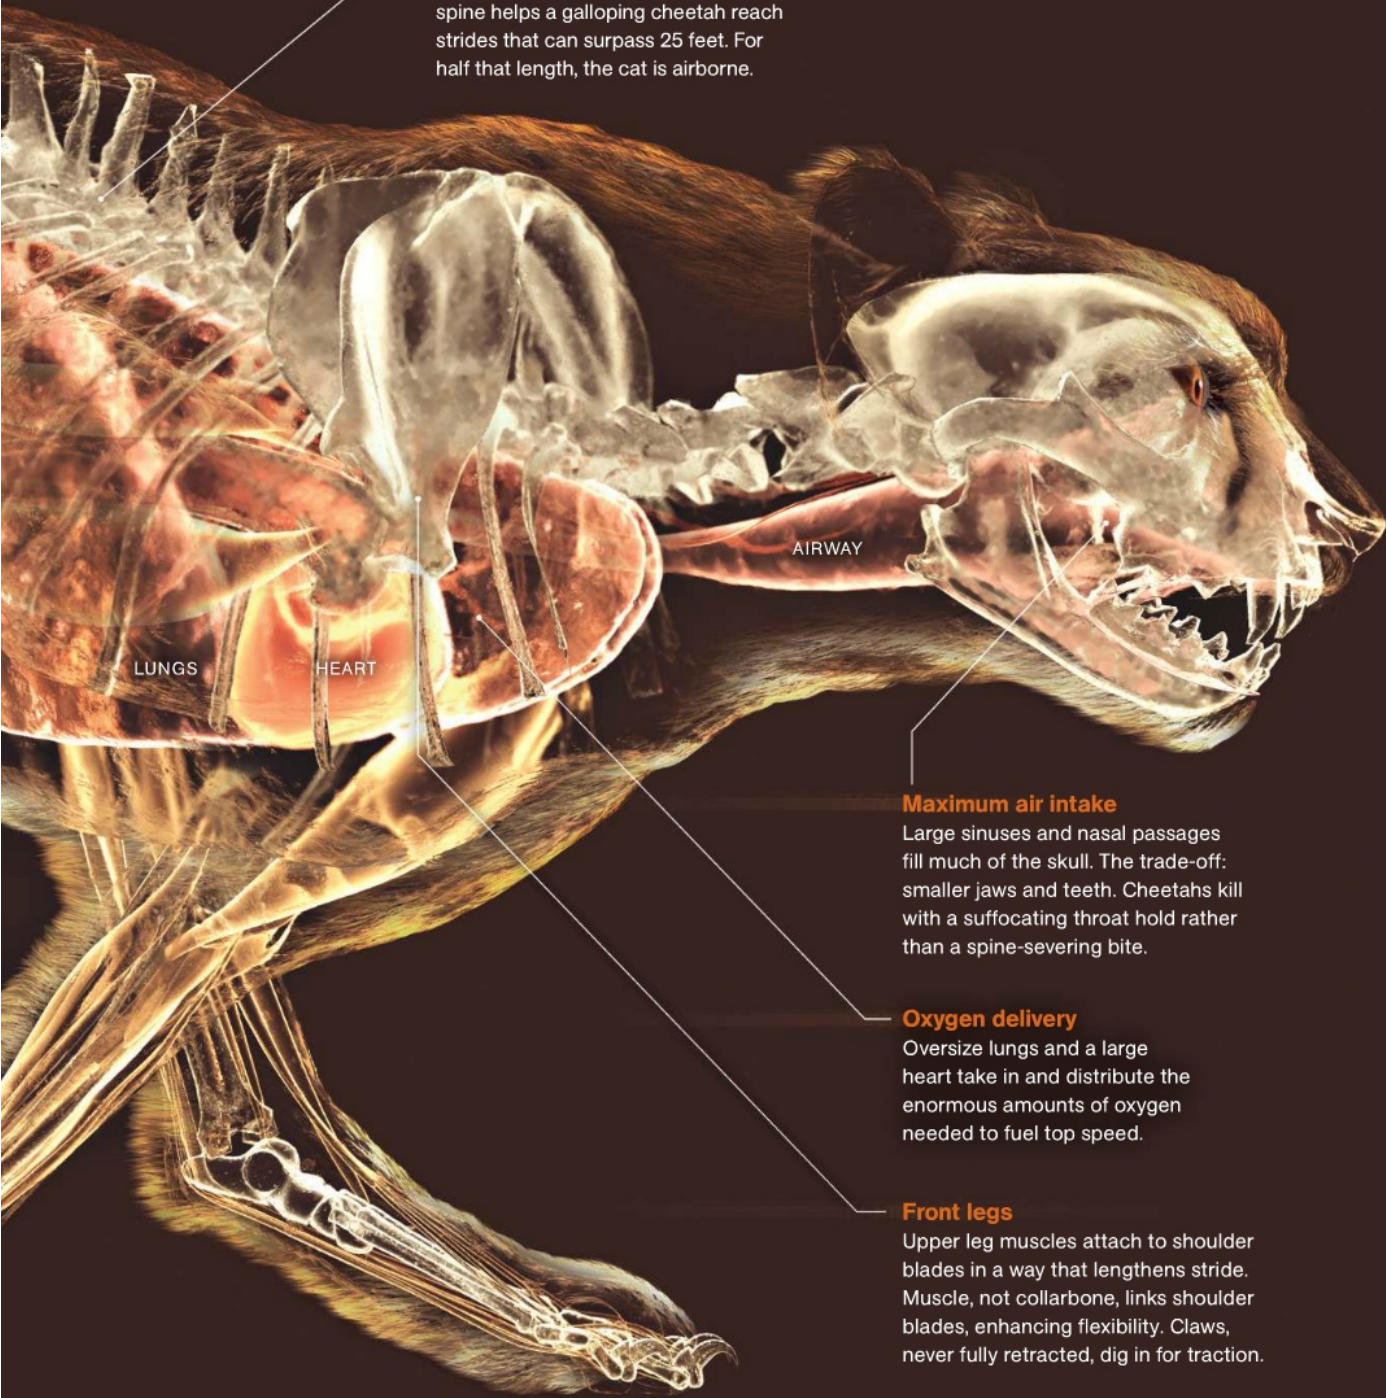 spine helps a galloping cheetah reach
strides that can surpass 25 feet. For
half that length, the cat is airborne.
AIRWAY
LUNGS
HEART
Maximum air intake
Large sinuses and nasal passages
fill much of the skull. The trade-off:
smaller jaws and teeth. Cheetahs kill
with a suffocating throat hold rather
than a spine-severing bite.
Oxygen delivery
Oversize lungs and a large
heart take in and distribute the
enormous amounts of oxygen
needed to fuel top speed.
Front legs
Upper leg muscles attach to shoulder
blades in a way that lengthens stride.
Muscle, not collarbone, links shoulder
blades, enhancing flexibility. Claws,
never fully retracted, dig in for traction.